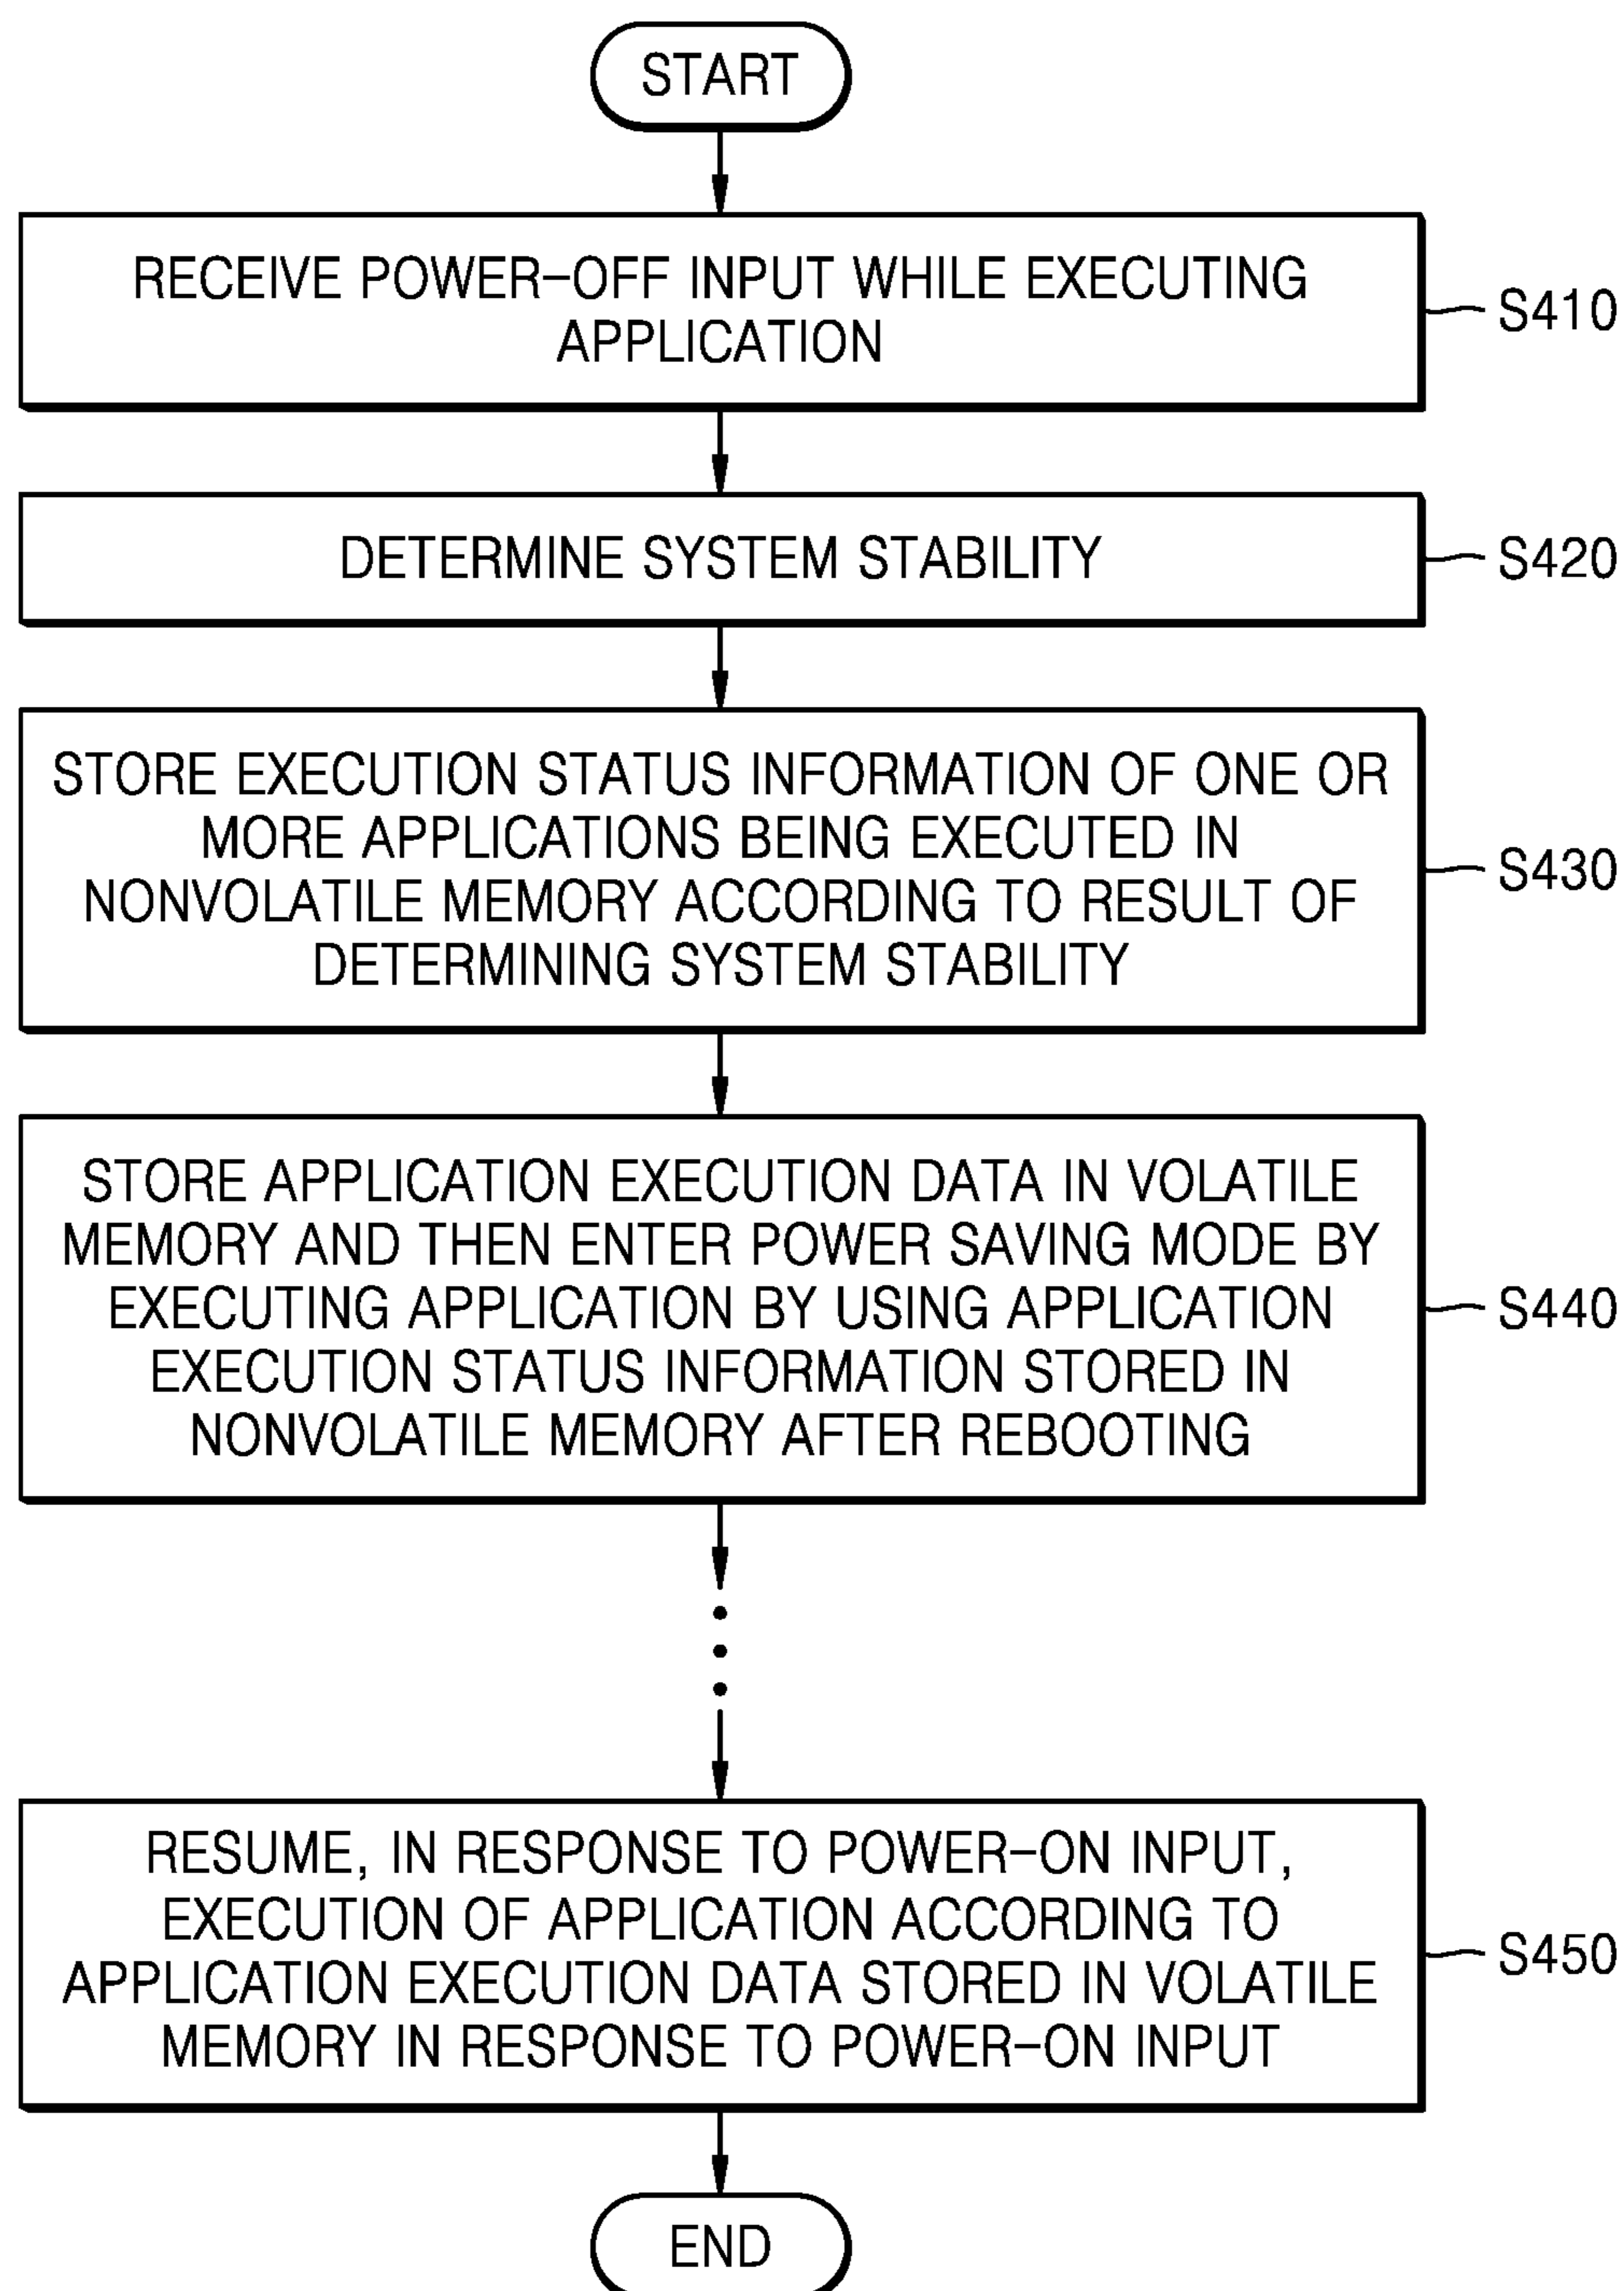 START
RECEIVE POWER-OFF INPUT WHILE EXECUTING
APPLICATION
S410
DETERMINE SYSTEM STABILITY
S420
STORE EXECUTION STATUS INFORMATION OF ONE OR
MORE APPLICATIONS BEING EXECUTED IN
NONVOLATILE MEMORY ACCORDING TO RESULT OF
DETERMINING SYSTEM STABILITY
S430
STORE APPLICATION EXECUTION DATA IN VOLATILE
MEMORY AND THEN ENTER POWER SAVING MODE BY
EXECUTING APPLICATION BY USING APPLICATION
EXECUTION STATUS INFORMATION STORED IN
NONVOLATILE MEMORY AFTER REBOOTING
S440
RESUME, IN RESPONSE TO POWER-ON INPUT,
EXECUTION OF APPLICATION ACCORDING TO
APPLICATION EXECUTION DATA STORED IN VOLATILE
MEMORY IN RESPONSE TO POWER-ON INPUT
S450
END